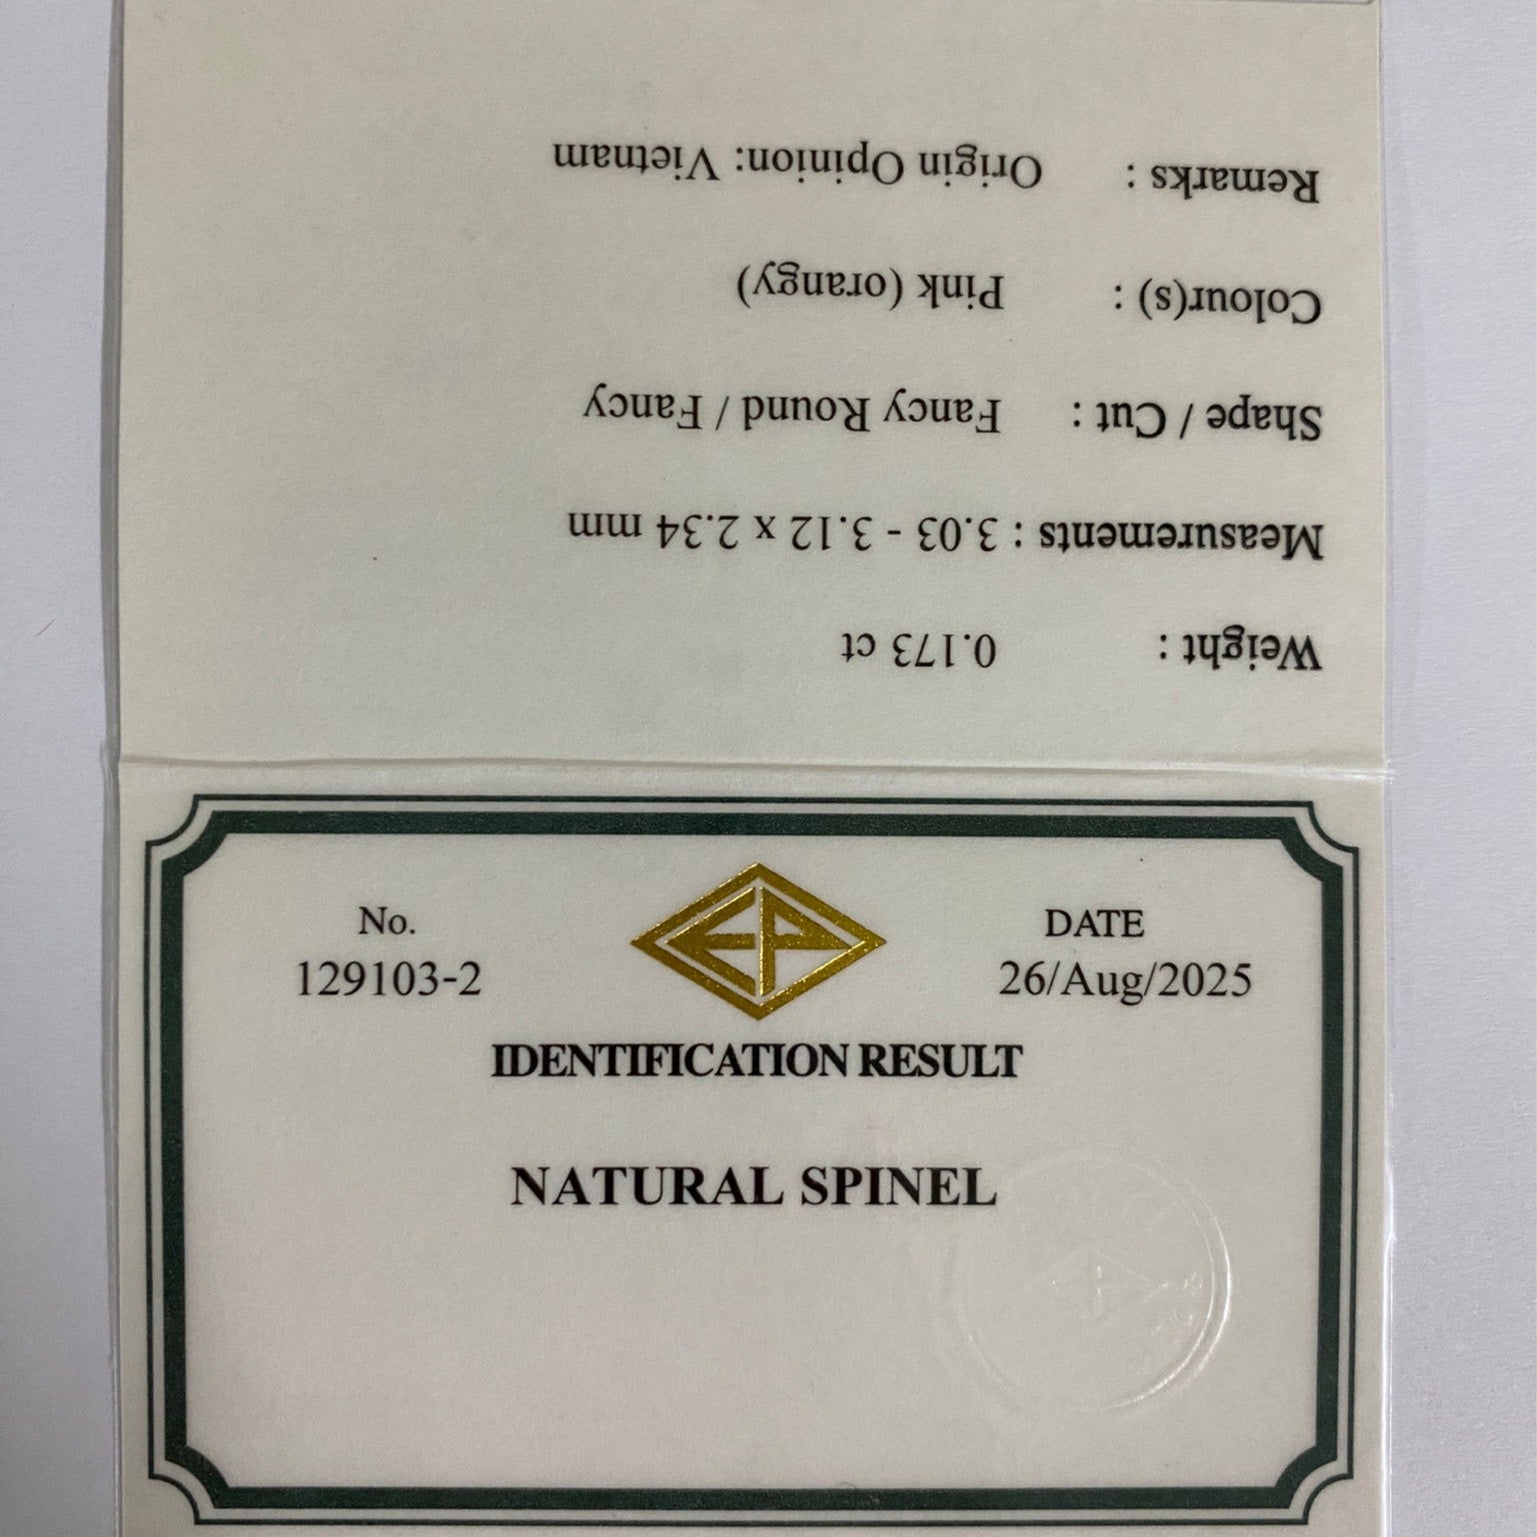 Weight : 0.173 ct
Measurements : 3.03 - 3.12 x 2.34 mm
Shape / Cut : Fancy Round / Fancy
Colour(s) : Pink (orangy)
Remarks : Origin Opinion: Vietnam
EP
No.
129103-2
DATE
26/Aug/2025
IDENTIFICATION RESULT
NATURAL SPINEL